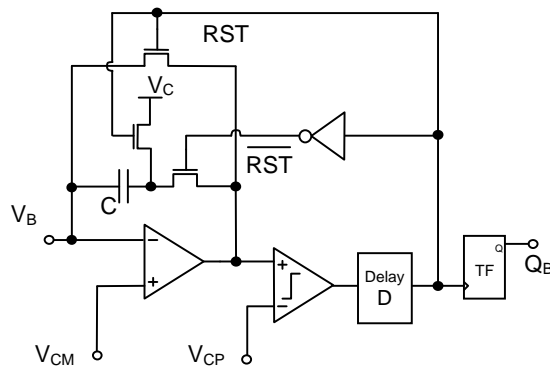 RST
V_C
RST
C
V_B
−
+
+
−
Delay
D
Q
TF
Q_B
V_CM
V_CP